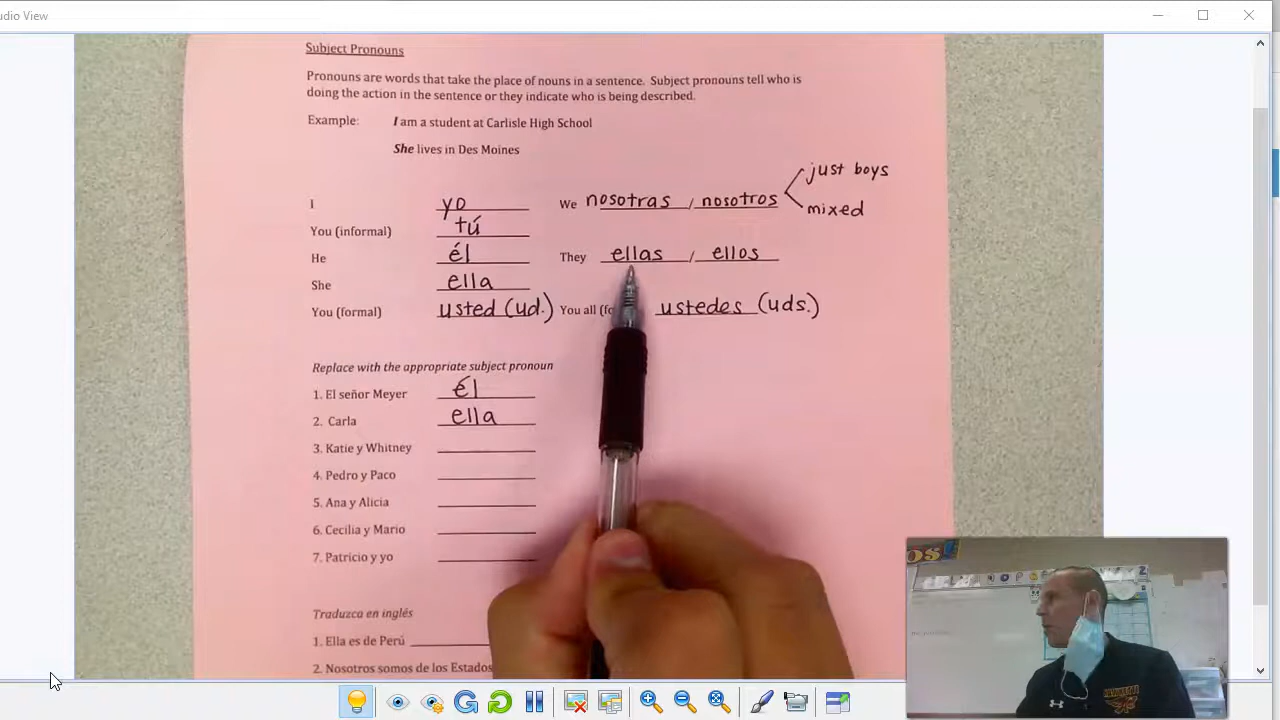 udio View
Subject Pronouns
Pronouns are words that take the place of nouns in a sentence. Subject pronouns tell who is
doing the action in the sentence or they indicate who is being described.
Example: I am a student at Carlisle High School
She lives in Des Moines
just boys
I yo We nosotras / nosotros
mixed
You (informal) tú
He él They ellas / ellos
She ella
You (formal) usted (ud.) You all (fo ustedes (uds.)
Replace with the appropriate subject pronoun
1. El señor Meyer Él
2. Carla ella
3. Katie y Whitney
4. Pedro y Paco
5. Ana y Alicia
6. Cecilia y Mario
7. Patricio y yo
Traduzca en inglés
1. Ella es de Perú
2. Nosotros somos de los Estados
OS!